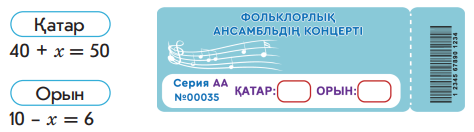 Қатар
40 + x = 50
Орын
10 – x = 6
ФОЛЬКЛОРЛЫҚ
АНСАМБЛЬДІҢ КОНЦЕРТІ
Серия АА
№00035
ҚАТАР:
ОРЫН:
1 2345 67890 1234